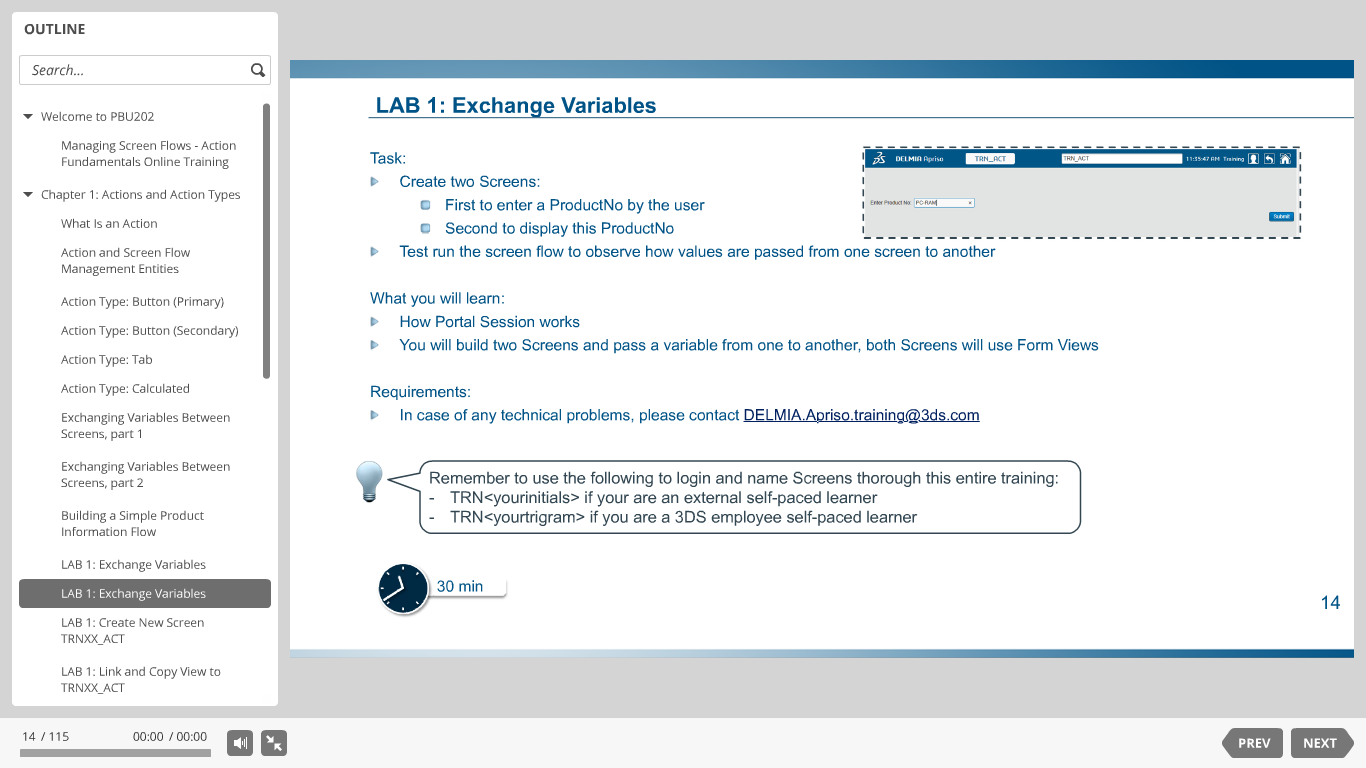 OUTLINE
Search...
Welcome to PBU202
Managing Screen Flows - Action
Fundamentals Online Training
Chapter 1: Actions and Action Types
What Is an Action
Action and Screen Flow
Management Entities
Action Type: Button (Primary)
Action Type: Button (Secondary)
Action Type: Tab
Action Type: Calculated
Exchanging Variables Between
Screens, part 1
Exchanging Variables Between
Screens, part 2
Building a Simple Product
Information Flow
LAB 1: Exchange Variables
LAB 1: Exchange Variables
LAB 1: Create New Screen
TRNXX_ACT
LAB 1: Link and Copy View to
TRNXX_ACT
LAB 1: Exchange Variables
Task:
Create two Screens:
First to enter a ProductNo by the user
Second to display this ProductNo
Test run the screen flow to observe how values are passed from one screen to another
DELMIA Apriso TRN_ACT TRN_ACT 11:35:47 AM Training
Enter Product No: PC-RAM ×
Submit
What you will learn:
How Portal Session works
You will build two Screens and pass a variable from one to another, both Screens will use Form Views
Requirements:
In case of any technical problems, please contact DELMIA.Apriso.training@3ds.com
Remember to use the following to login and name Screens thorough this entire training:
- TRN<yourinitials> if your are an external self-paced learner
- TRN<yourtrigram> if you are a 3DS employee self-paced learner
30 min
14
14 / 115 00:00 / 00:00
PREV NEXT